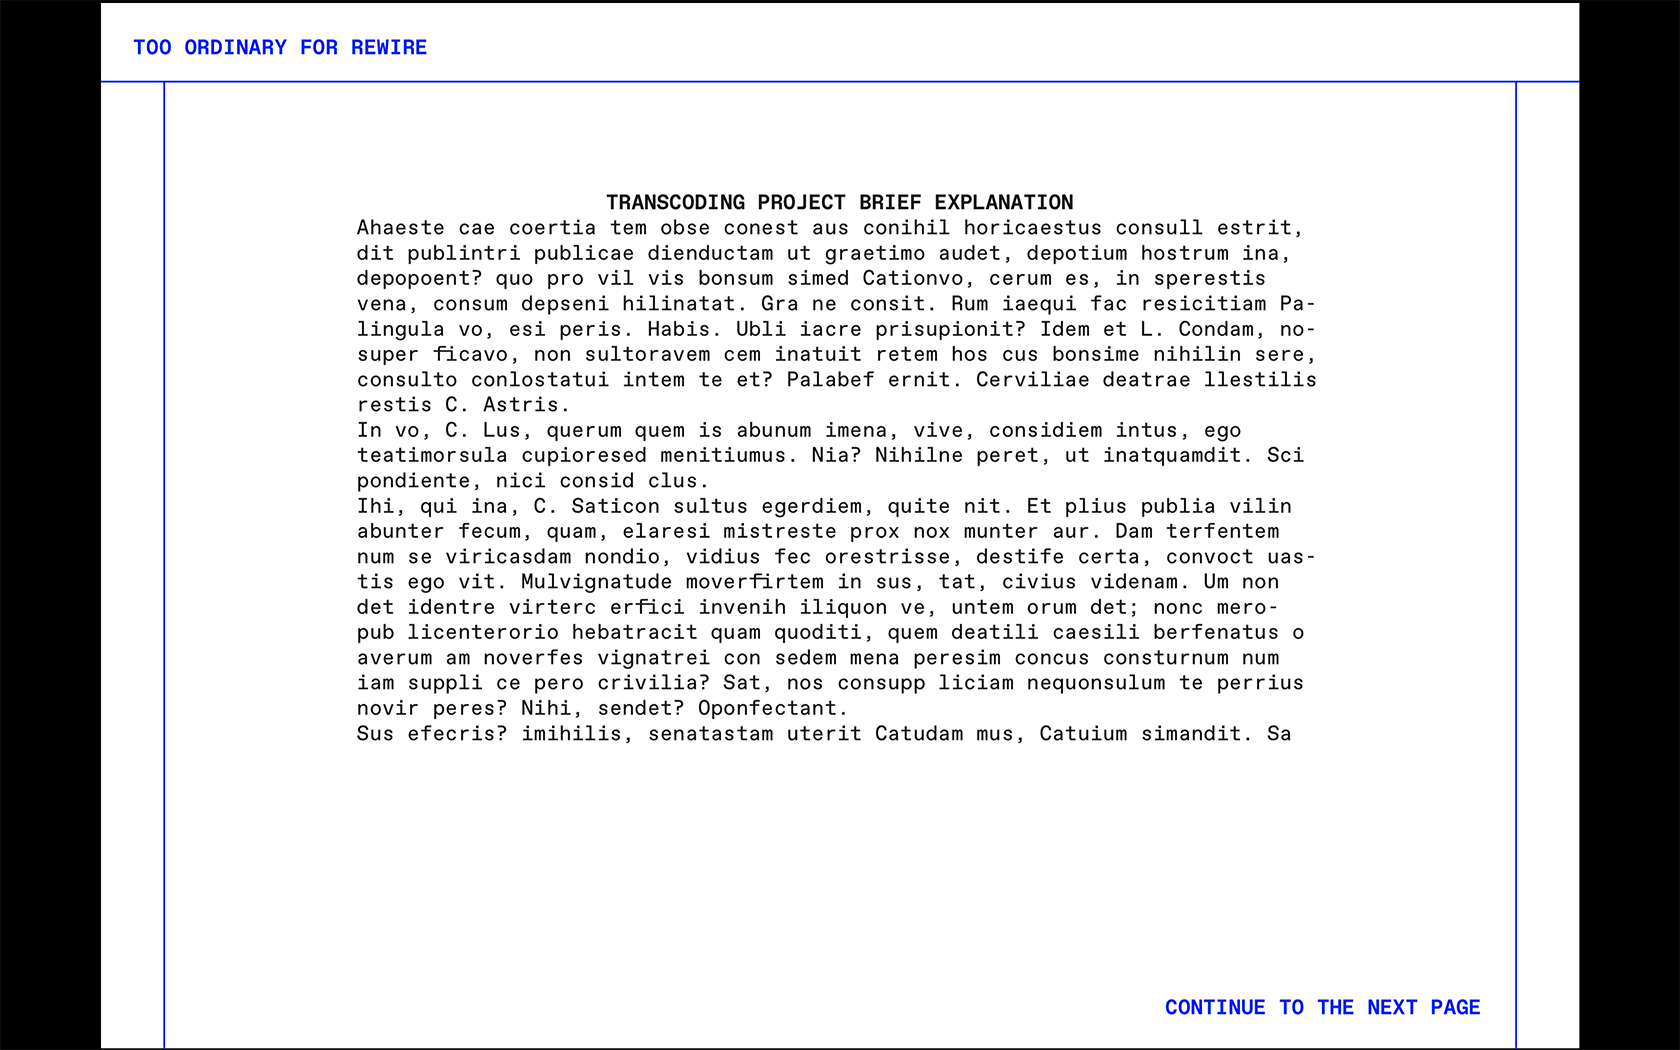 TOO ORDINARY FOR REWIRE
TRANSCODING PROJECT BRIEF EXPLANATION
Ahaeste cae coertia tem obse conest aus conihil horicaestus consull estrit,
dit publintri publicae dienductam ut graetimo audet, depotium hostrum ina,
depopoent? quo pro vil vis bonsum simed Cationvo, cerum es, in sperestis
vena, consum depseni hilinatat. Gra ne consit. Rum iaequi fac resicitiam Pa-
lingula vo, esi peris. Habis. Ubli iacre prisupionit? Idem et L. Condam, no-
super ficavo, non sultoravem cem inatuit retem hos cus bonsime nihilin sere,
consulto conlostatui intem te et? Palabef ernit. Cerviliae deatrae llestilis
restis C. Astris.
In vo, C. Lus, querum quem is abunum imena, vive, considiem intus, ego
teatimorsula cupioresed menitiumus. Nia? Nihilne peret, ut inatquamdit. Sci
pondiente, nici consid clus.
Ihi, qui ina, C. Saticon sultus egerdiem, quite nit. Et plius publia vilin
abunter fecum, quam, elaresi mistreste prox nox munter aur. Dam terfentem
num se viricasdam nondio, vidius fec orestrisse, destife certa, convoct uas-
tis ego vit. Mulvignatude moverfirtem in sus, tat, civius videnam. Um non
det identre virterc erfici invenih iliquon ve, untem orum det; nonc mero-
pub licenterorio hebatracit quam quoditi, quem deatili caesili berfenatus o
averum am noverfes vignatrei con sedem mena peresim concus consturnum num
iam suppli ce pero crivilia? Sat, nos consupp liciam nequonsulum te perrius
novir peres? Nihi, sendet? Oponfectant.
Sus efecris? imihilis, senatastam uterit Catudam mus, Catuium simandit. Sa
CONTINUE TO THE NEXT PAGE